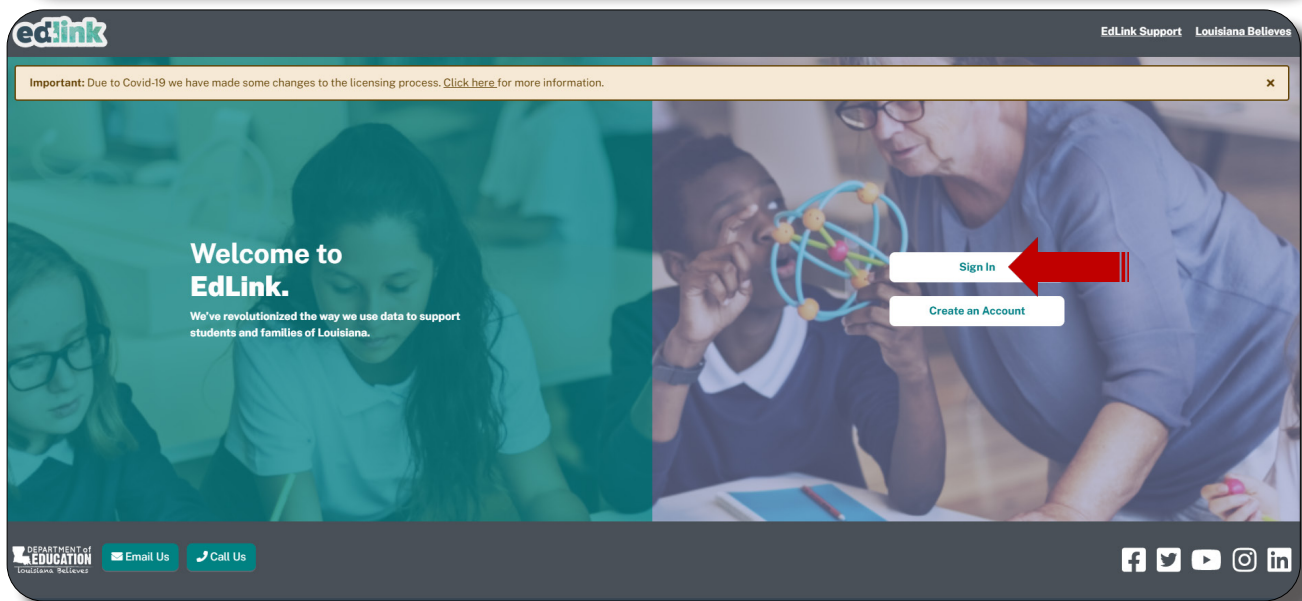 edlink
EdLink Support Louisiana Believes
Important: Due to Covid-19 we have made some changes to the licensing process. Click here for more information. ×
Welcome to
EdLink.
We've revolutionized the way we use data to support
students and families of Louisiana.
Sign In
Create an Account
DEPARTMENT of
EDUCATION
Louisiana Believes
Email Us
Call Us